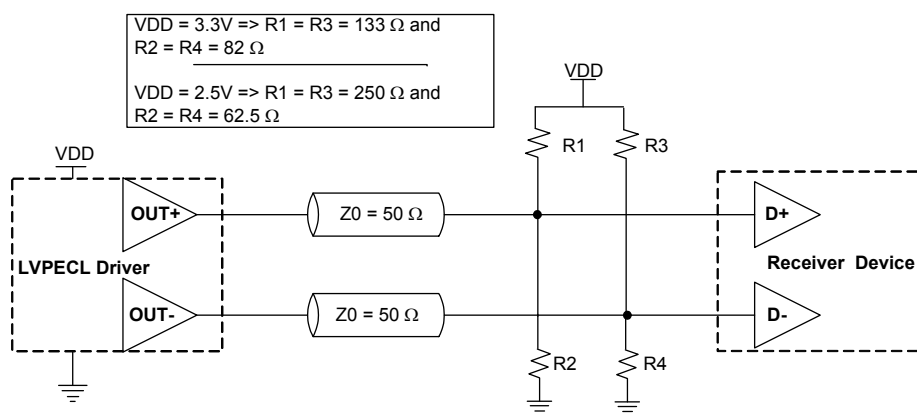 VDD = 3.3V => R1 = R3 = 133 Ω and
R2 = R4 = 82 Ω
VDD = 2.5V => R1 = R3 = 250 Ω and
R2 = R4 = 62.5 Ω
VDD
VDD
R1
R3
OUT+
Z0 = 50 Ω
D+
LVPECL Driver
Receiver Device
OUT-
Z0 = 50 Ω
D-
R2
R4